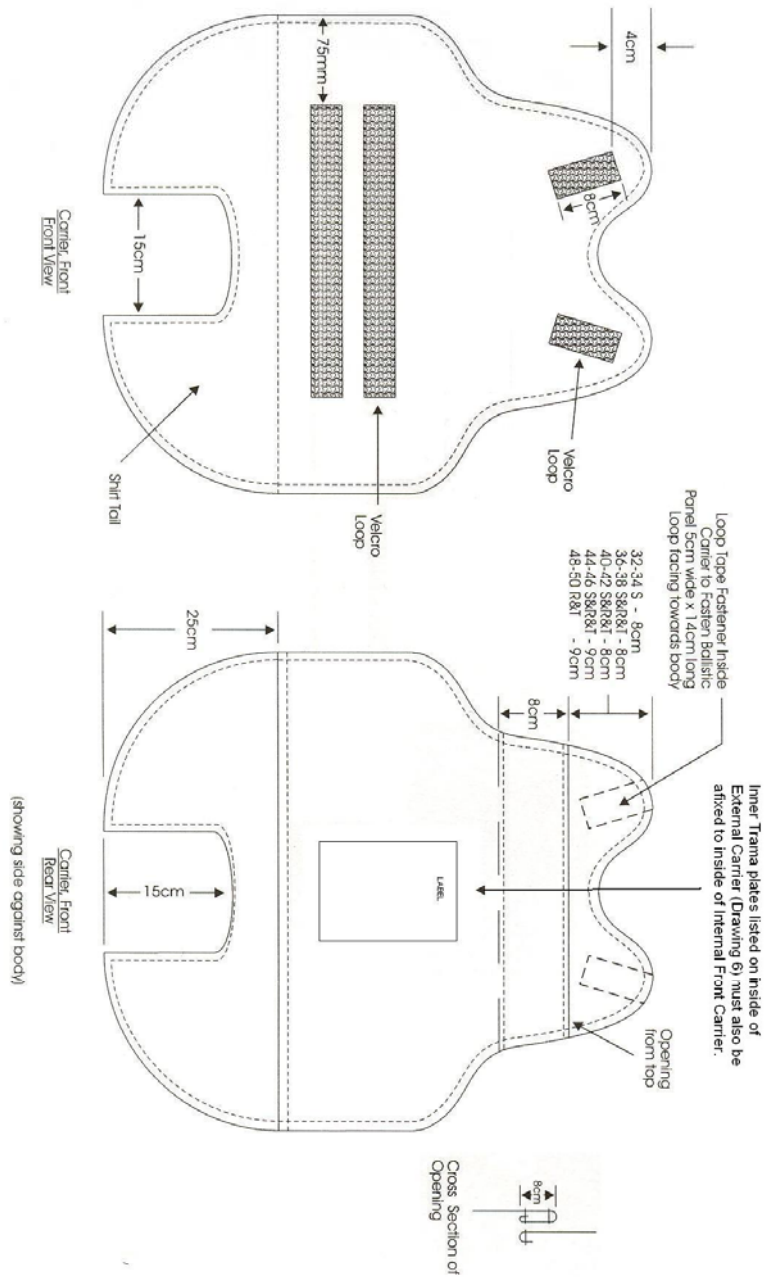 4cm
8cm
75mm
15cm
Velcro
Loop
Velcro
Loop
Shirt Tail
Carrier, Front
Front View
Loop Tape Fastener Inside
Carrier to Fasten Ballistic
Panel 5cm wide x 14cm long
Loop facing towards body
32-34 S - 8cm
36-38 S&R&T - 8cm
40-42 S&R&T - 8cm
44-46 S&R&T - 9cm
48-50 R&T - 9cm
Inner Trama plates listed on inside of
External Carrier (Drawing 6) must also be
afixed to inside of Internal Front Carrier.
8cm
Opening
from top
LABEL
25cm
15cm
Carrier, Front
Rear View
(showing side against body)
8cm
Cross Section of
Opening